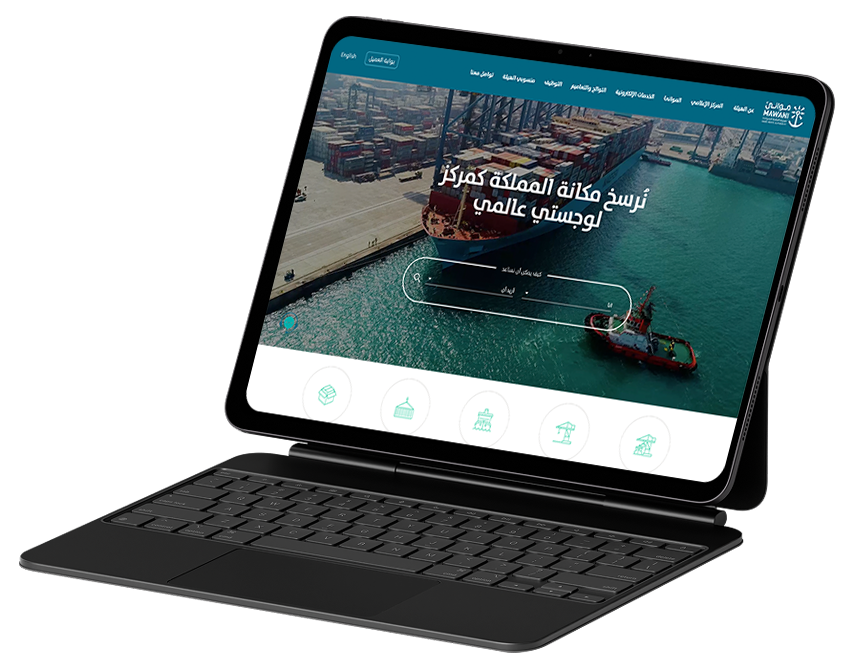 English
بوابة العميل
تواصل معنا
منسوبي الهيئة
التوظيف
اللوائح والتعاميم
الخدمات الإلكترونية
الموانئ
المركز الإعلامي
عن الهيئة
موانئ
MAWANI
نُرسخ مكانة المملكة كمركز
لوجستي عالمي
كيف يمكن أن نساعد
أنا
أريد أن